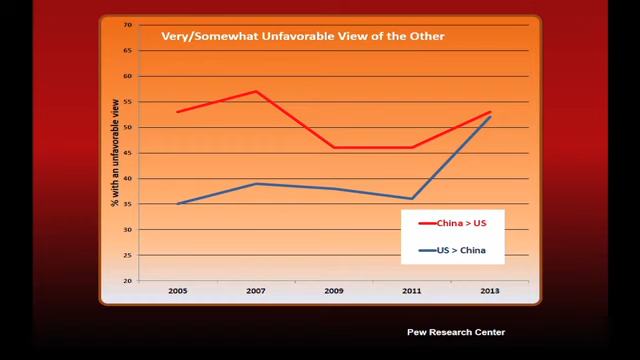 Very/Somewhat Unfavorable View of the Other
% with an unfavorable view
70
65
60
55
50
45
40
35
30
25
20
2005 2007 2009 2011 2013
China > US
US > China
Pew Research Center